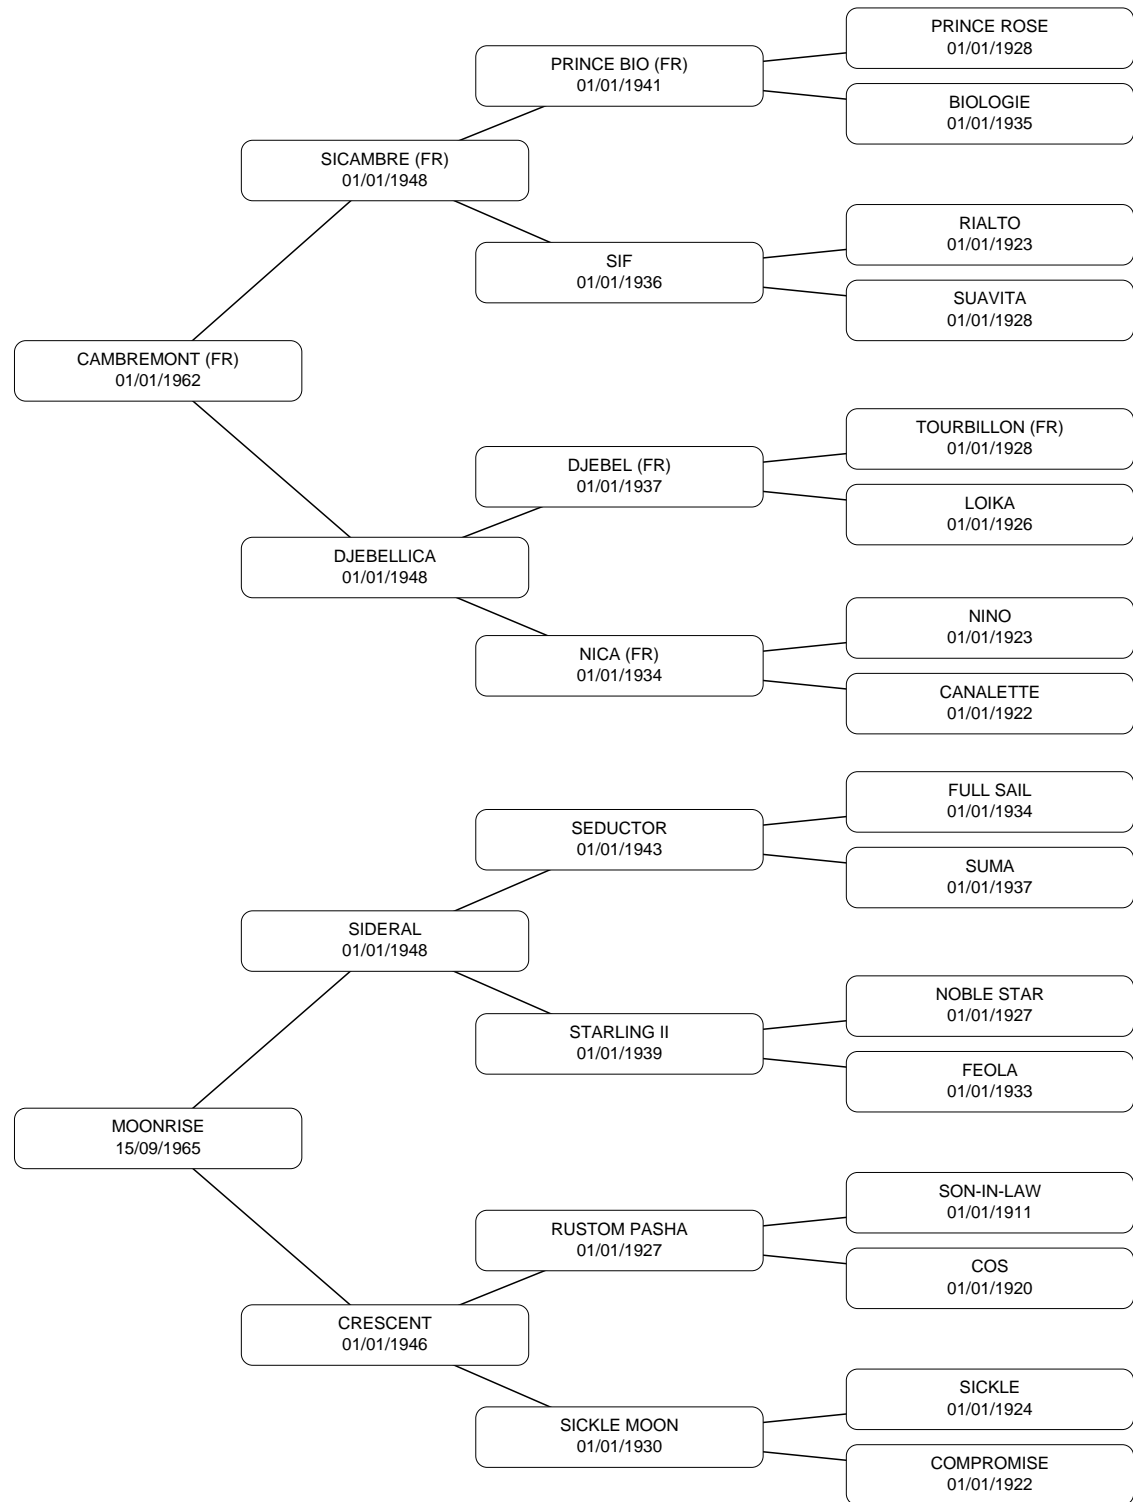 PRINCE ROSE
01/01/1928
PRINCE BIO (FR)
01/01/1941
BIOLOGIE
01/01/1935
SICAMBRE (FR)
01/01/1948
RIALTO
01/01/1923
SIF
01/01/1936
SUAVITA
01/01/1928
CAMBREMONT (FR)
01/01/1962
TOURBILLON (FR)
01/01/1928
DJEBEL (FR)
01/01/1937
LOIKA
01/01/1926
DJEBELLICA
01/01/1948
NINO
01/01/1923
NICA (FR)
01/01/1934
CANALETTE
01/01/1922
FULL SAIL
01/01/1934
SEDUCTOR
01/01/1943
SUMA
01/01/1937
SIDERAL
01/01/1948
NOBLE STAR
01/01/1927
STARLING II
01/01/1939
FEOLA
01/01/1933
MOONRISE
15/09/1965
SON-IN-LAW
01/01/1911
RUSTOM PASHA
01/01/1927
COS
01/01/1920
CRESCENT
01/01/1946
SICKLE
01/01/1924
SICKLE MOON
01/01/1930
COMPROMISE
01/01/1922